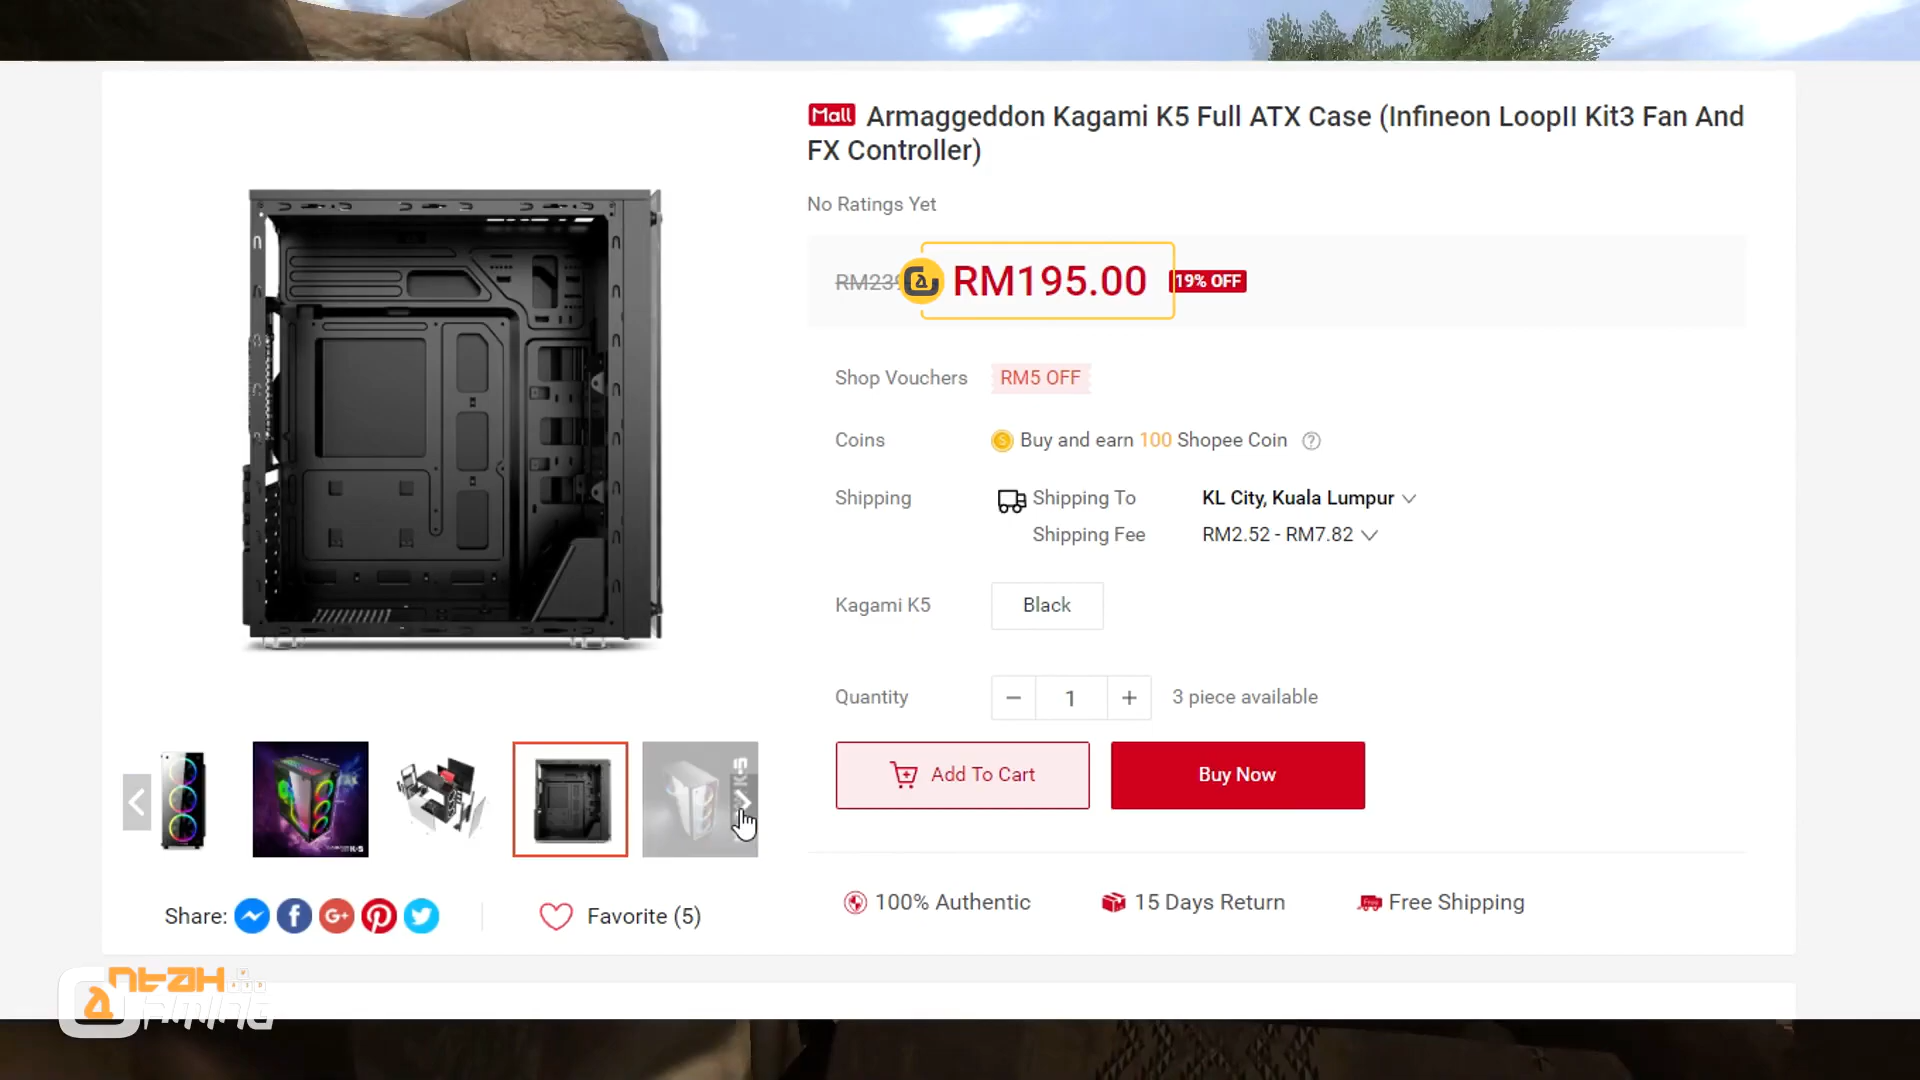 Mall Armaggeddon Kagami K5 Full ATX Case (Infineon LoopII Kit3 Fan And
FX Controller)
No Ratings Yet
RM195.00
19% OFF
Shop Vouchers
RM5 OFF
Coins
Buy and earn 100 Shopee Coin
Shipping
Shipping To
KL City, Kuala Lumpur
Shipping Fee
RM2.52 - RM7.82
Kagami K5
Black
Quantity
1
3 piece available
Add To Cart
Buy Now
Share:
Favorite (5)
100% Authentic
15 Days Return
Free Shipping
antaH
Gaming